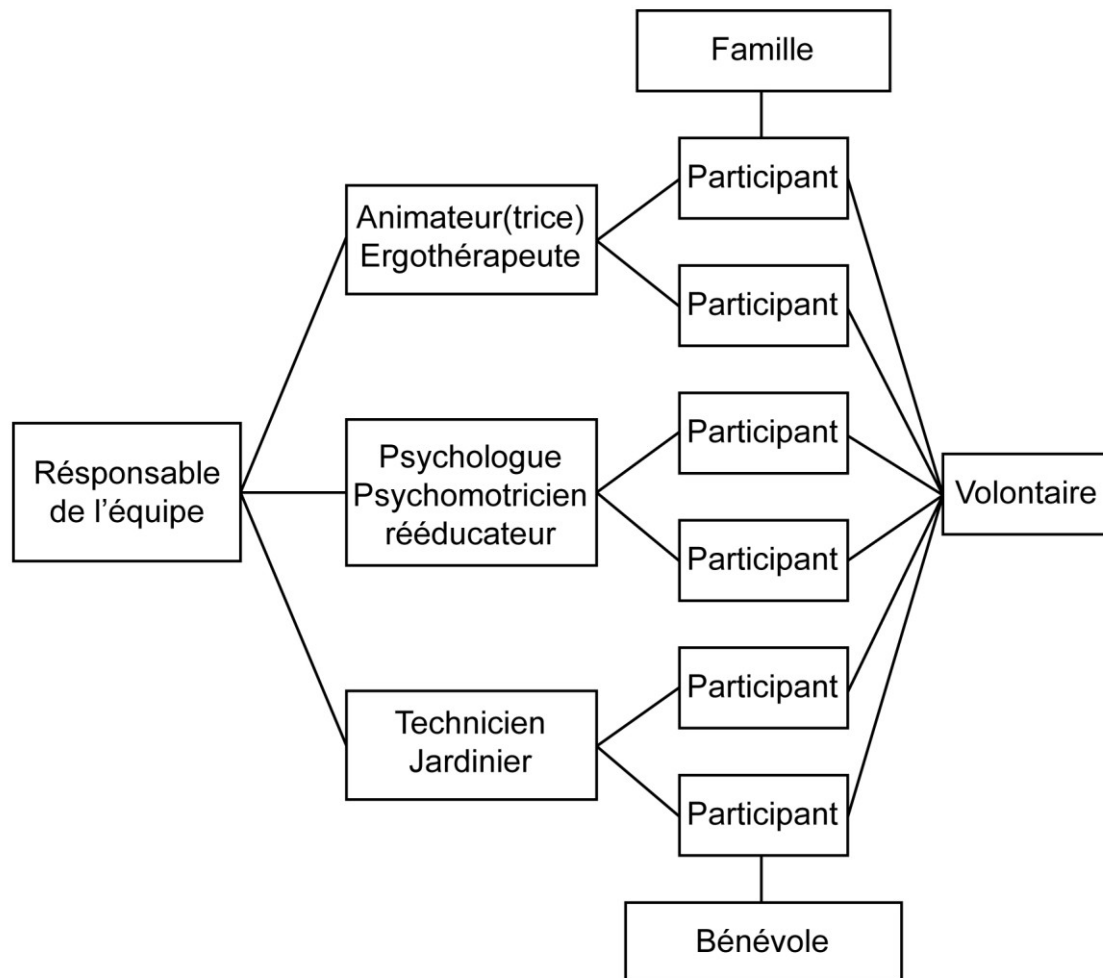 Famille
Participant
Animateur(trice)
Ergothérapeute
Participant
Résponsable
de l’équipe
Psychologue
Psychomotricien
rééducateur
Participant
Participant
Volontaire
Participant
Technicien
Jardinier
Participant
Bénévole